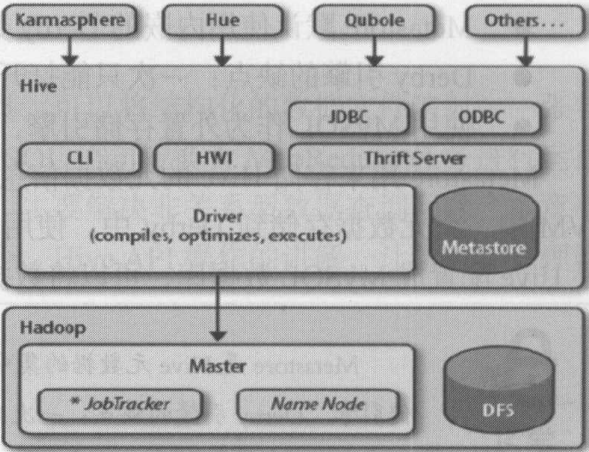 Karmasphere
Hue
Qubole
Others...
Hive
JDBC
ODBC
CLI
HWI
Thrift Server
Driver
(compiles, optimizes, executes)
Metastore
Hadoop
Master
* JobTracker
Name Node
DFS